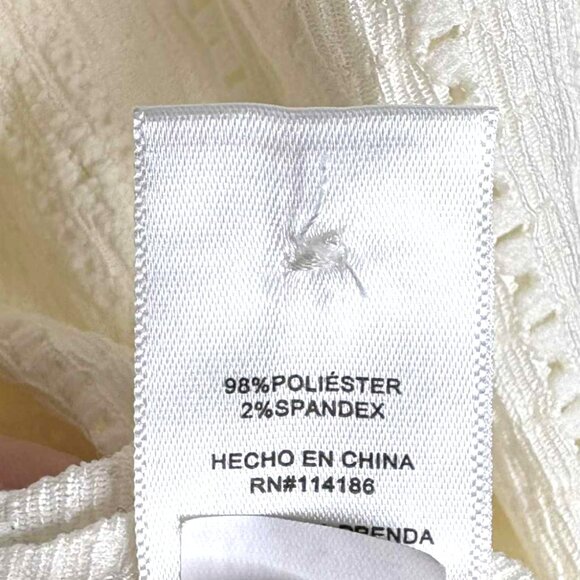 98%POLIÉSTER
2%SPANDEX
HECHO EN CHINA
RN#114186